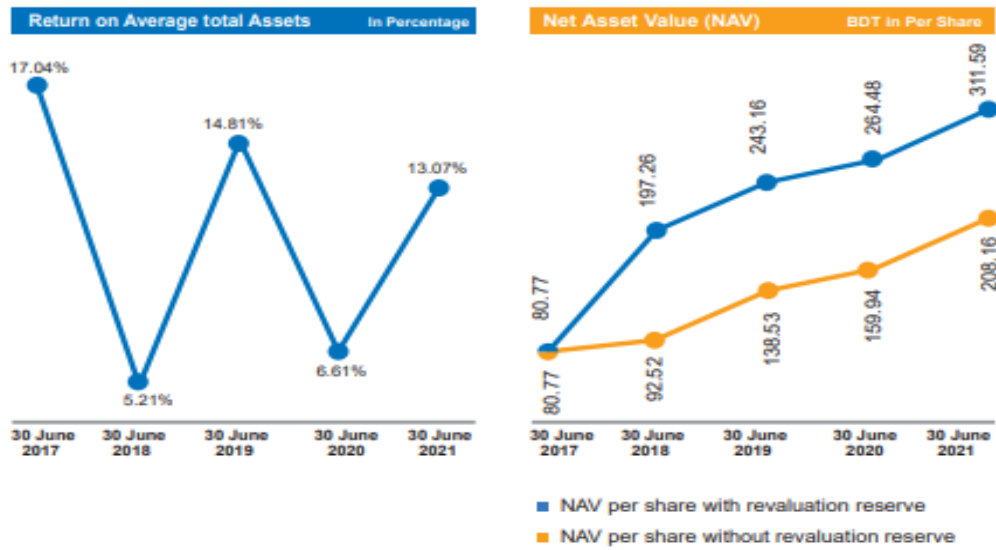 Return on Average total Assets In Percentage
17.04%
14.81%
13.07%
6.61%
5.21%
30 June 2017
30 June 2018
30 June 2019
30 June 2020
30 June 2021
Net Asset Value (NAV) BDT in Per Share
80.77
197.26
243.16
264.48
311.59
80.77
92.52
138.53
159.94
208.16
30 June 2017
30 June 2018
30 June 2019
30 June 2020
30 June 2021
NAV per share with revaluation reserve
NAV per share without revaluation reserve